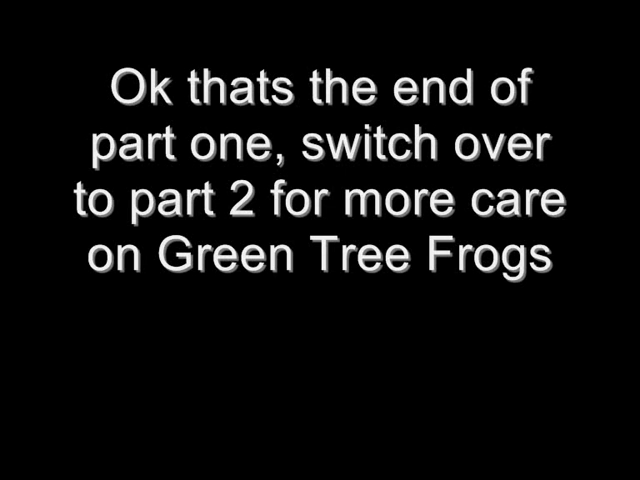 Ok thats the end of
part one, switch over
to part 2 for more care
on Green Tree Frogs